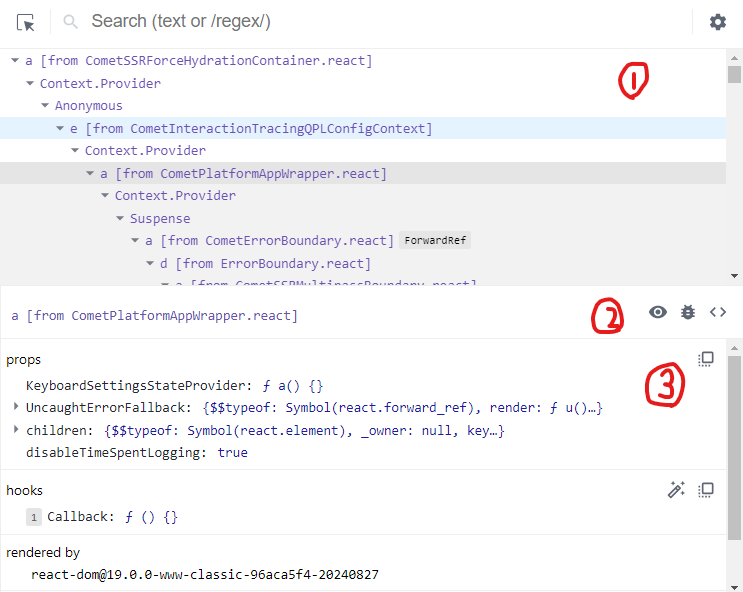 Search (text or /regex/)
a [from CometSSRForceHydrationContainer.react]
1
Context.Provider
Anonymous
e [from CometInteractionTracingQPLConfigContext]
Context.Provider
a [from CometPlatformAppWrapper.react]
Context.Provider
Suspense
a [from CometErrorBoundary.react] ForwardRef
d [from ErrorBoundary.react]
a [from CometSSRMultipassBoundary.react]
a [from CometPlatformAppWrapper.react]
2
props
3
KeyboardSettingsStateProvider: ƒ a() {}
UncaughtErrorFallback: {$$typeof: Symbol(react.forward_ref), render: ƒ u()…}
children: {$$typeof: Symbol(react.element), _owner: null, key…}
disableTimeSpentLogging: true
hooks
1 Callback: ƒ () {}
rendered by
react-dom@19.0.0-www-classic-96aca5f4-20240827